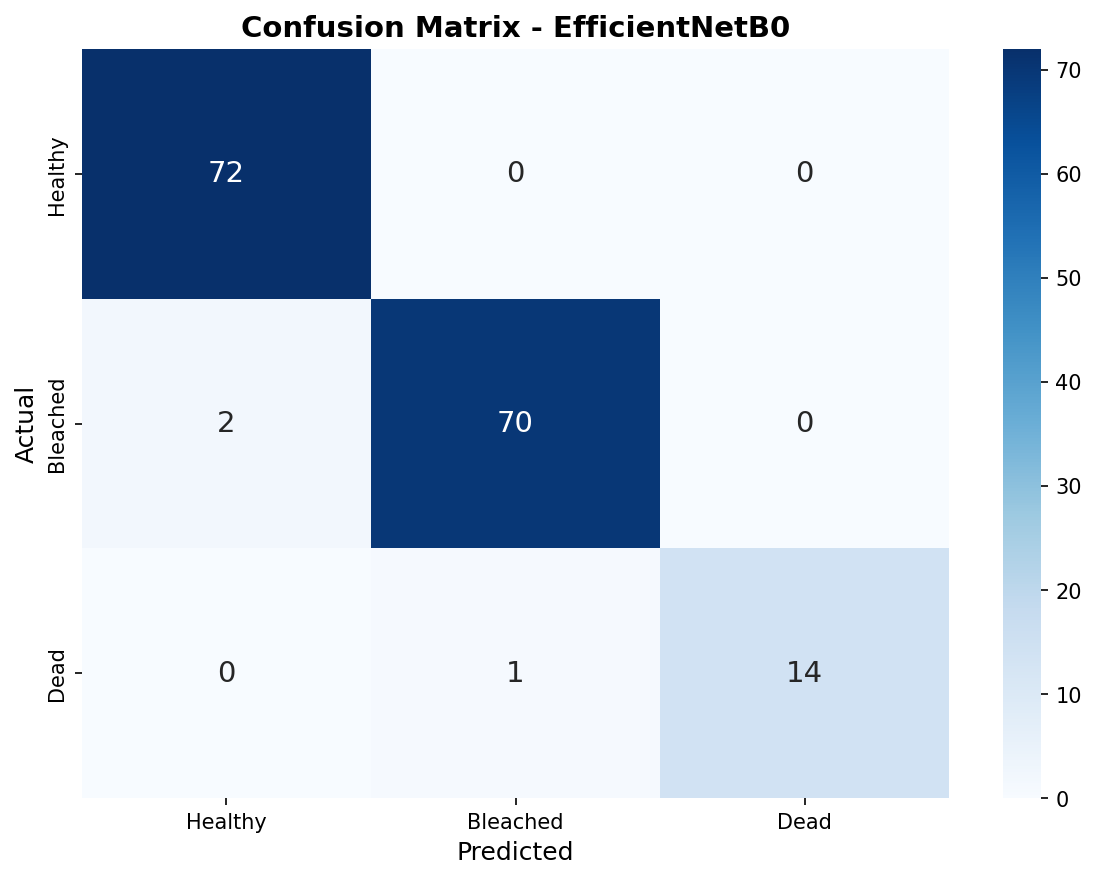 Confusion Matrix - EfficientNetB0
Actual
Healthy
72 0 0
Bleached
2 70 0
Dead
0 1 14
Healthy Bleached Dead
Predicted
70
60
50
40
30
20
10
0